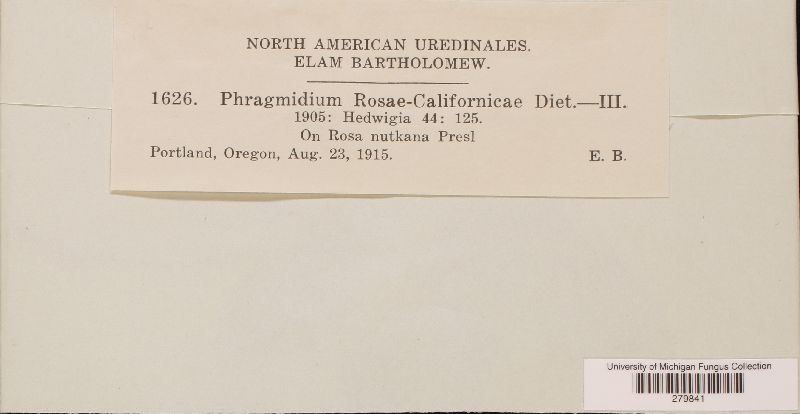 NORTH AMERICAN UREDINALES.
ELAM BARTHOLOMEW.
1626. Phragmidium Rosae-Californicae Diet.—III.
1905: Hedwigia 44: 125.
On Rosa nutkana Presl
Portland, Oregon, Aug. 23, 1915. E. B.
University of Michigan Fungus Collection
279841